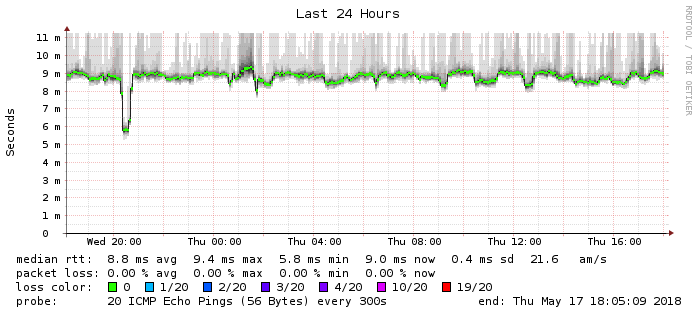 Last 24 Hours
RRDTOOL / TOBI OETIKER
Seconds
11 m
10 m
9 m
8 m
7 m
6 m
5 m
4 m
3 m
2 m
1 m
0
Wed 20:00 Thu 00:00 Thu 04:00 Thu 08:00 Thu 12:00 Thu 16:00
median rtt: 8.8 ms avg 9.4 ms max 5.8 ms min 9.0 ms now 0.4 ms sd 21.6 am/s
packet loss: 0.00 % avg 0.00 % max 0.00 % min 0.00 % now
loss color: 0 1/20 2/20 3/20 4/20 10/20 19/20
probe: 20 ICMP Echo Pings (56 Bytes) every 300s end: Thu May 17 18:05:09 2018